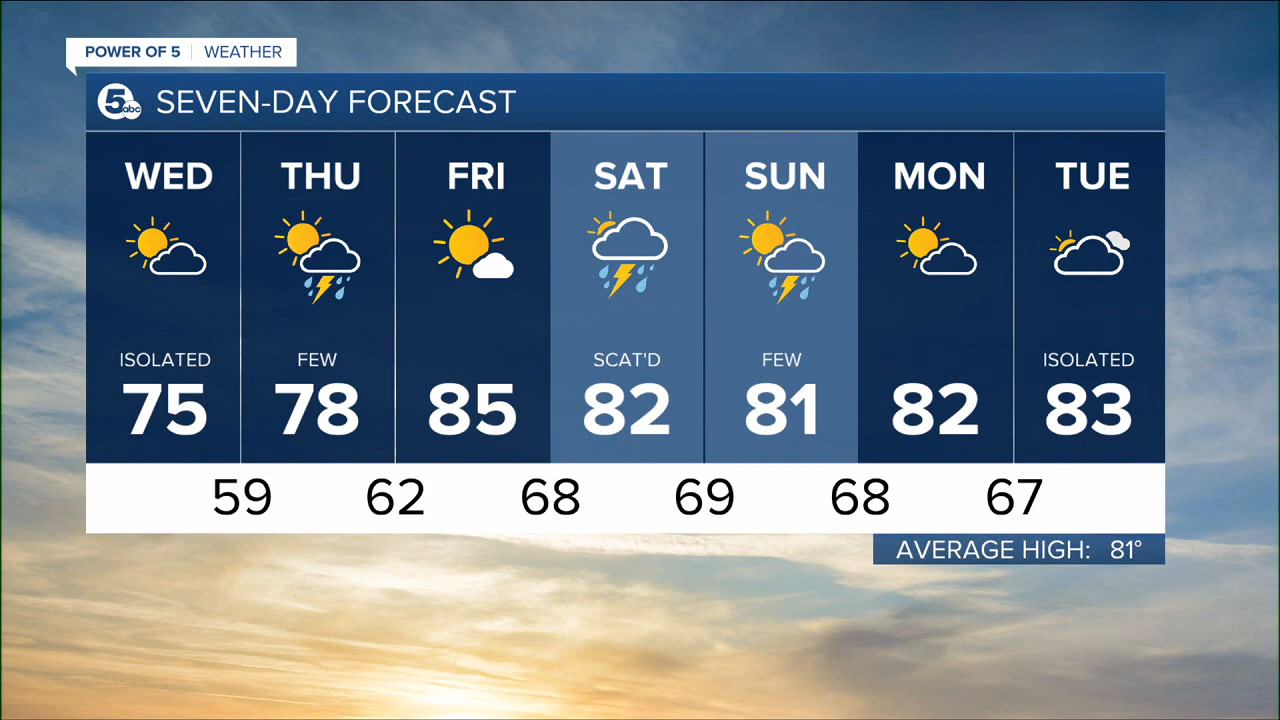 POWER OF 5 | WEATHER
5 abc SEVEN-DAY FORECAST
WED THU FRI SAT SUN MON TUE
ISOLATED FEW SCAT'D FEW ISOLATED
75 78 85 82 81 82 83
59 62 68 69 68 67
AVERAGE HIGH: 81°